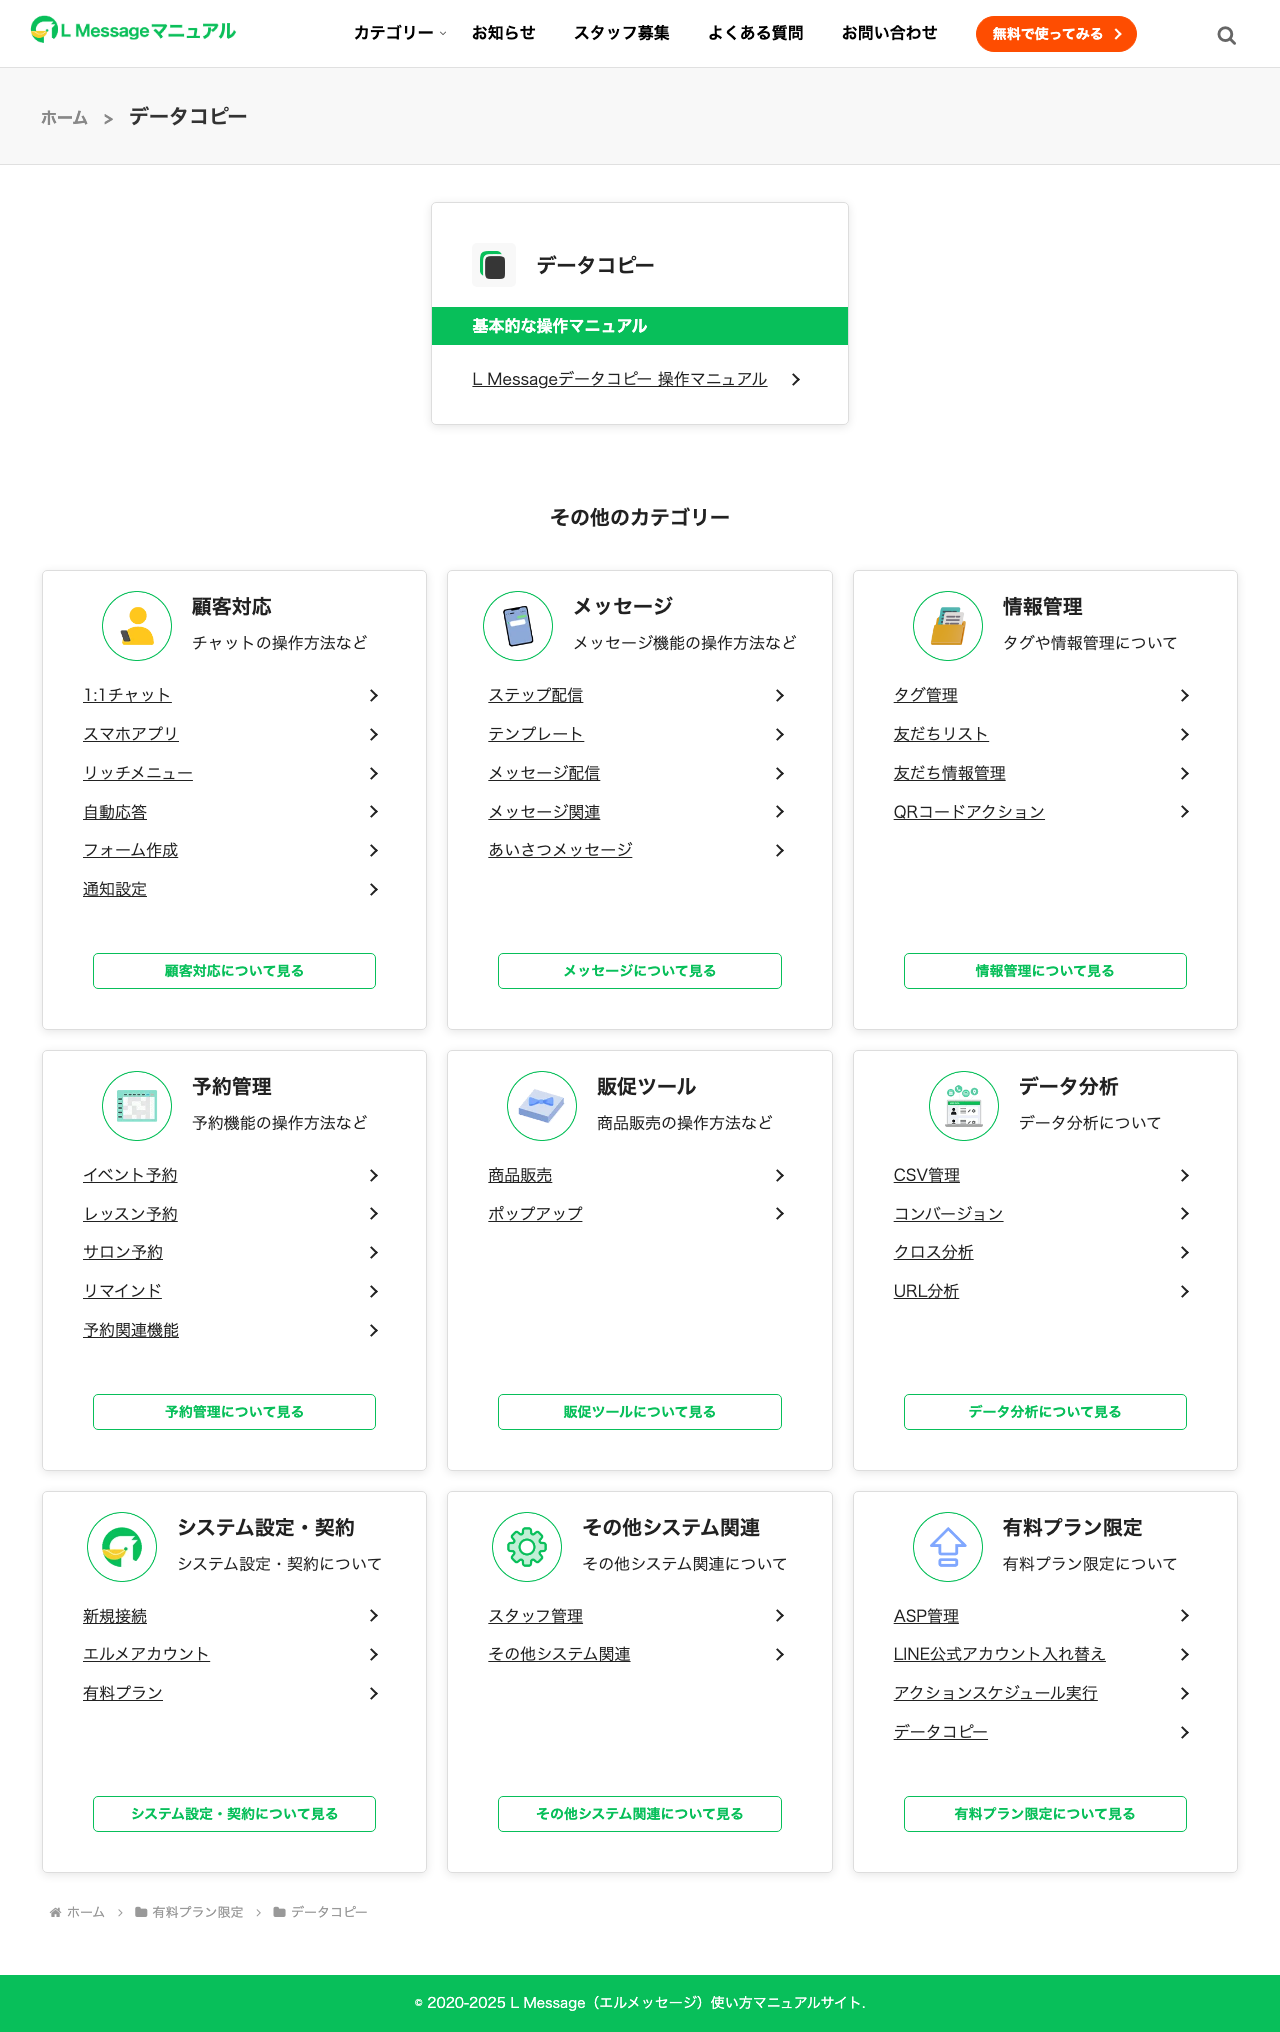 L Messageマニュアル
カテゴリー お知らせ スタッフ募集 よくある質問 お問い合わせ 無料で使ってみる
ホーム > データコピー
データコピー
基本的な操作マニュアル
L Messageデータコピー 操作マニュアル
その他のカテゴリー
顧客対応
チャットの操作方法など
1:1チャット
スマホアプリ
リッチメニュー
自動応答
フォーム作成
通知設定
顧客対応について見る
メッセージ
メッセージ機能の操作方法など
ステップ配信
テンプレート
メッセージ配信
メッセージ関連
あいさつメッセージ
メッセージについて見る
情報管理
タグや情報管理について
タグ管理
友だちリスト
友だち情報管理
QRコードアクション
情報管理について見る
予約管理
予約機能の操作方法など
イベント予約
レッスン予約
サロン予約
リマインド
予約関連機能
予約管理について見る
販促ツール
商品販売の操作方法など
商品販売
ポップアップ
販促ツールについて見る
データ分析
データ分析について
CSV管理
コンバージョン
クロス分析
URL分析
データ分析について見る
システム設定・契約
システム設定・契約について
新規接続
エルメアカウント
有料プラン
システム設定・契約について見る
その他システム関連
その他システム関連について
スタッフ管理
その他システム関連
その他システム関連について見る
有料プラン限定
有料プラン限定について
ASP管理
LINE公式アカウント入れ替え
アクションスケジュール実行
データコピー
有料プラン限定について見る
ホーム > 有料プラン限定 > データコピー
© 2020-2025 L Message（エルメッセージ）使い方マニュアルサイト.